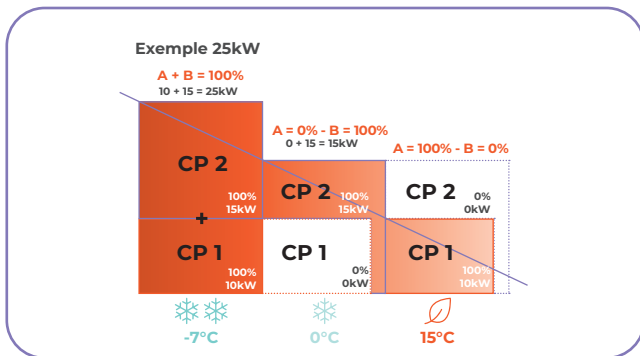 Exemple 25kW
A + B = 100%
10 + 15 = 25kW
A = 0% - B = 100%
0 + 15 = 15kW
A = 100% - B = 0%
CP 2
100%
15kW
CP 2
100%
15kW
CP 2
0%
0kW
+
CP 1
100%
10kW
CP 1
0%
0kW
CP 1
100%
10kW
-7°C
0°C
15°C